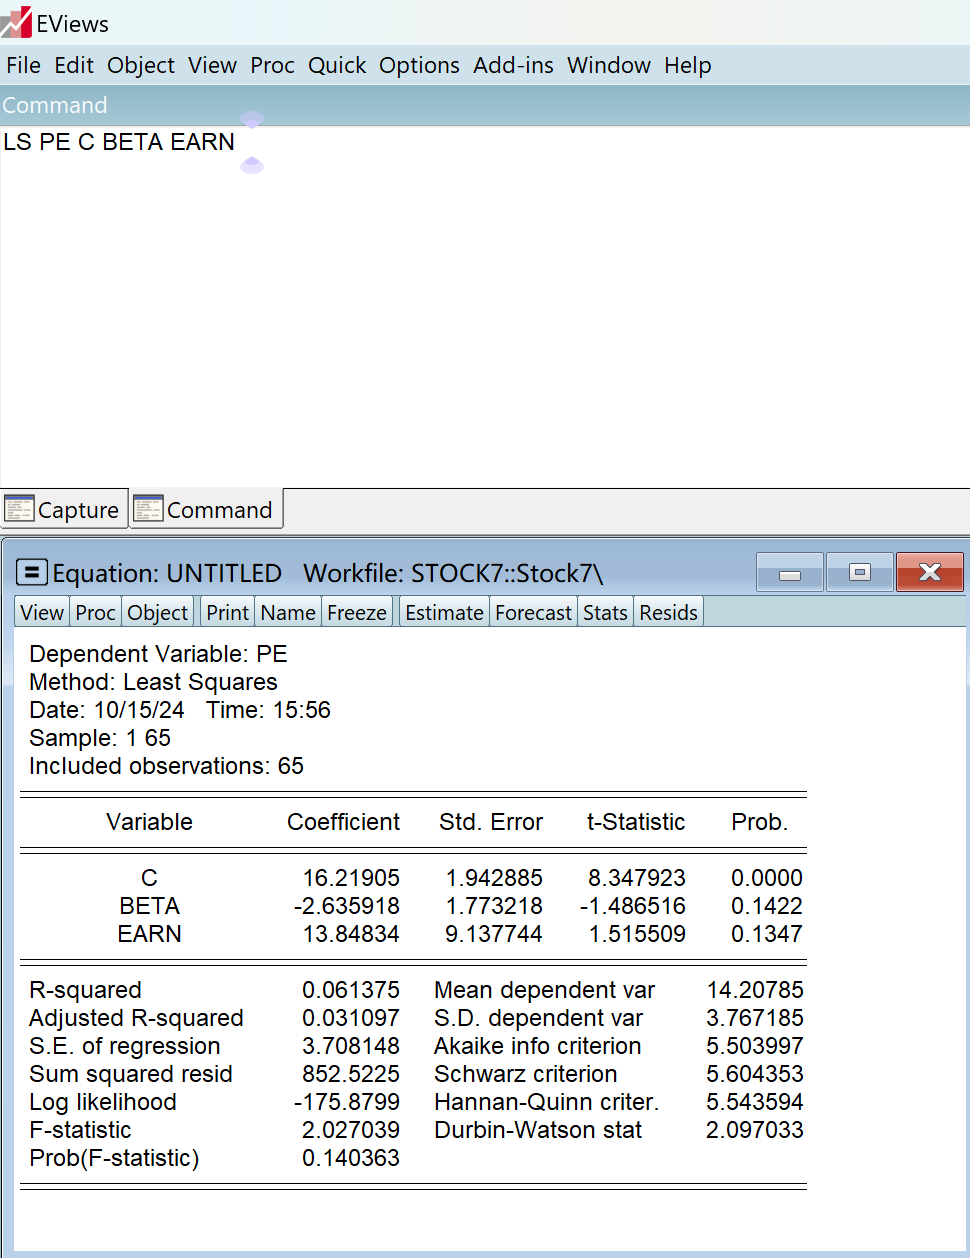 EViews
File Edit Object View Proc Quick Options Add-ins Window Help
Command
LS PE C BETA EARN
Capture Command
Equation: UNTITLED Workfile: STOCK7::Stock7\
View Proc Object Print Name Freeze Estimate Forecast Stats Resids
Dependent Variable: PE
Method: Least Squares
Date: 10/15/24 Time: 15:56
Sample: 1 65
Included observations: 65
Variable Coefficient Std. Error t-Statistic Prob.
C 16.21905 1.942885 8.347923 0.0000
BETA -2.635918 1.773218 -1.486516 0.1422
EARN 13.84834 9.137744 1.515509 0.1347
R-squared 0.061375 Mean dependent var 14.20785
Adjusted R-squared 0.031097 S.D. dependent var 3.767185
S.E. of regression 3.708148 Akaike info criterion 5.503997
Sum squared resid 852.5225 Schwarz criterion 5.604353
Log likelihood -175.8799 Hannan-Quinn criter. 5.543594
F-statistic 2.027039 Durbin-Watson stat 2.097033
Prob(F-statistic) 0.140363